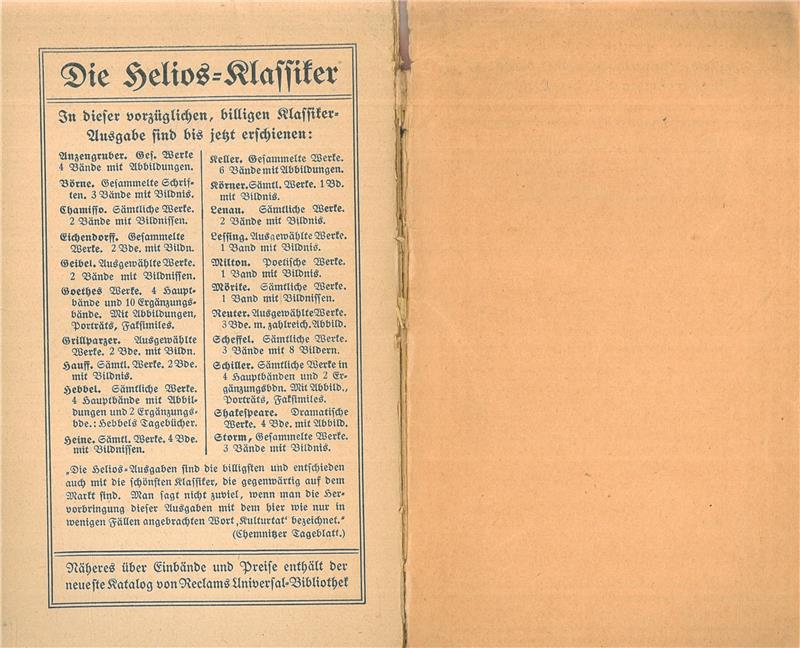 Die Helios-Klassiker
In dieser vorzüglichen, billigen Klassiker-
Ausgabe sind bis jetzt erschienen:
Anzengruber. Ges. Werke
4 Bände mit Abbildungen.
Börne. Gesammelte Schrif-
ten. 3 Bände mit Bildnis.
Chamisso. Sämtliche Werke.
2 Bände mit Bildnissen.
Eichendorff. Gesammelte
Werke. 2 Bde. mit Bildn.
Geibel. Ausgewählte Werke.
2 Bände mit Bildnissen.
Goethes Werke. 4 Haupt-
bände und 10 Ergänzungs-
bände. Mit Abbildungen,
Porträts, Faksimiles.
Grillparzer. Ausgewählte
Werke. 2 Bde. mit Bildn.
Hauff. Sämtl. Werke. 2 Bde.
mit Bildnis.
Hebbel. Sämtliche Werke.
4 Hauptbände mit Abbil-
dungen und 2 Ergänzungs-
bde.: Hebbels Tagebücher.
Heine. Sämtl. Werke. 4 Bde.
mit Bildnissen.
Keller. Gesammelte Werke.
6 Bände mit Abbildungen.
Körner. Sämtl. Werke. 1 Bd.
mit Bildnis.
Lenau. Sämtliche Werke.
2 Bände mit Bildnis.
Lessing. Ausgewählte Werke.
1 Band mit Bildnis.
Milton. Poetische Werke.
1 Band mit Bildnis.
Mörike. Sämtliche Werke.
1 Band mit Bildnissen.
Reuter. Ausgewählte Werke.
3 Bde. m. zahlreich. Abbild.
Scheffel. Sämtliche Werke.
3 Bände mit 8 Bildern.
Schiller. Sämtliche Werke in
4 Hauptbänden und 2 Er-
gänzungsbdn. Mit Abbild.,
Porträts, Faksimiles.
Shakespeare. Dramatische
Werke. 4 Bde. mit Abbild.
Storm, Gesammelte Werke.
3 Bände mit Bildnis.
„Die Helios-Ausgaben sind die billigsten und entschieden
auch mit die schönsten Klassiker, die gegenwärtig auf dem
Markt sind. Man sagt nicht zuviel, wenn man die Her-
vorbringung dieser Ausgaben mit dem hier wie nur in
wenigen Fällen angebrachten Wort ‚Kulturtat‘ bezeichnet.“
(Chemnitzer Tageblatt.)
Näheres über Einbände und Preise enthält der
neueste Katalog von Reclams Universal-Bibliothek